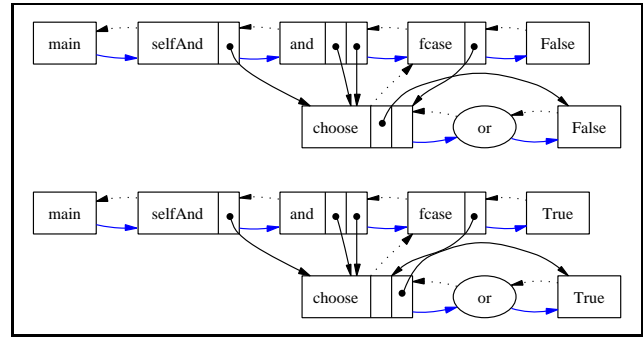 main selfAnd and fcase False
choose or False
main selfAnd and fcase True
choose or True